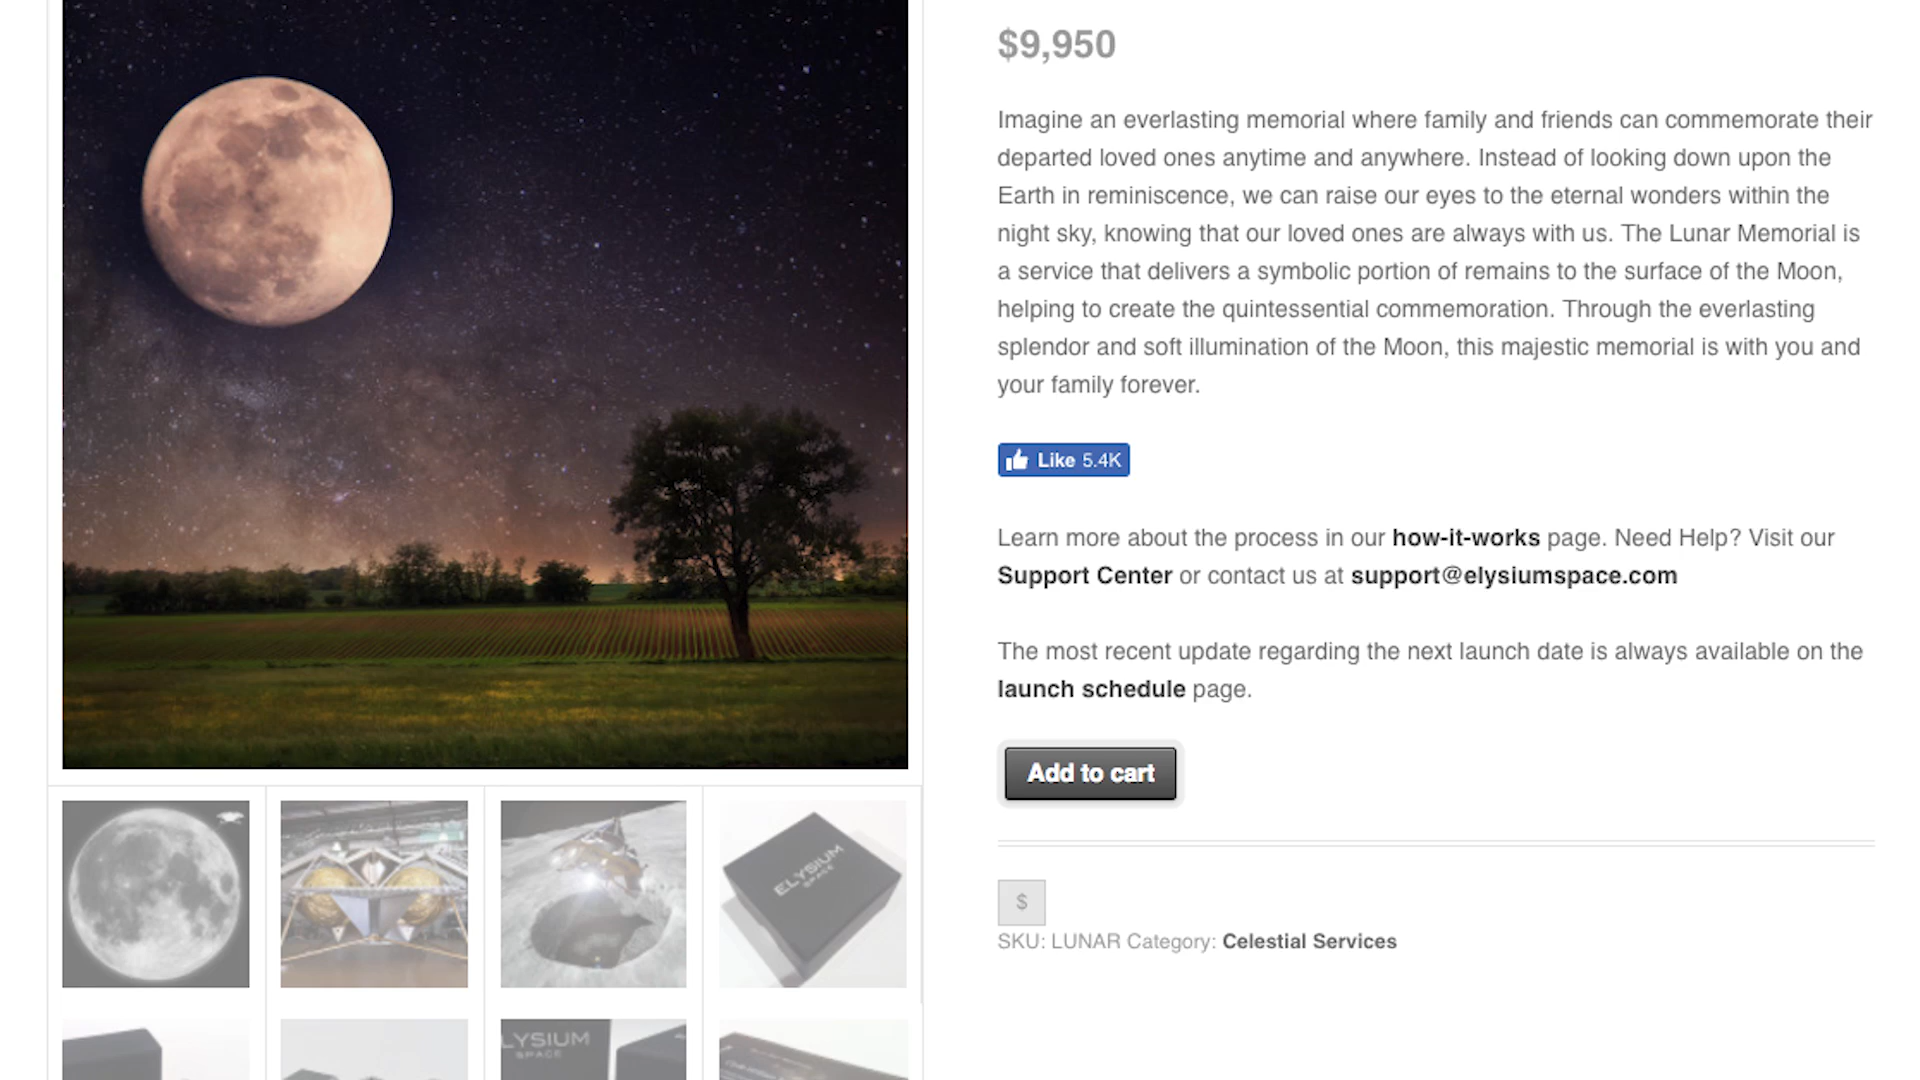 $9,950
Imagine an everlasting memorial where family and friends can commemorate their
departed loved ones anytime and anywhere. Instead of looking down upon the
Earth in reminiscence, we can raise our eyes to the eternal wonders within the
night sky, knowing that our loved ones are always with us. The Lunar Memorial is
a service that delivers a symbolic portion of remains to the surface of the Moon,
helping to create the quintessential commemoration. Through the everlasting
splendor and soft illumination of the Moon, this majestic memorial is with you and
your family forever.
Like 5.4K
Learn more about the process in our how-it-works page. Need Help? Visit our
Support Center or contact us at support@elysiumspace.com
The most recent update regarding the next launch date is always available on the
launch schedule page.
Add to cart
$
SKU: LUNAR Category: Celestial Services
ELYSIUM
SPACE
LYSIUM
SPACE